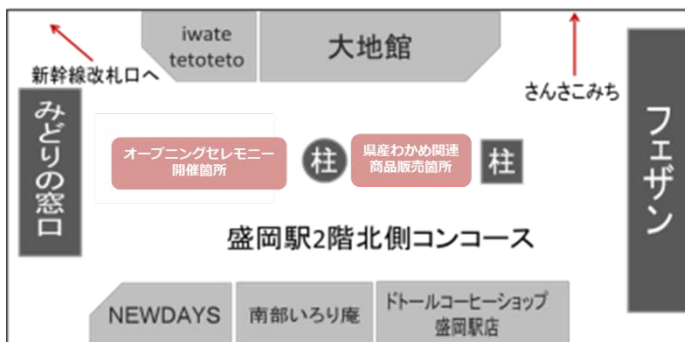 iwate
tetoteto
大地館
新幹線改札口へ
さんさこみち
みどりの窓口
オープニングセレモニー
開催箇所
柱
県産わかめ関連
商品販売箇所
柱
フェザン
盛岡駅2階北側コンコース
NEWDAYS
南部いろり庵
ドトールコーヒーショップ
盛岡駅店